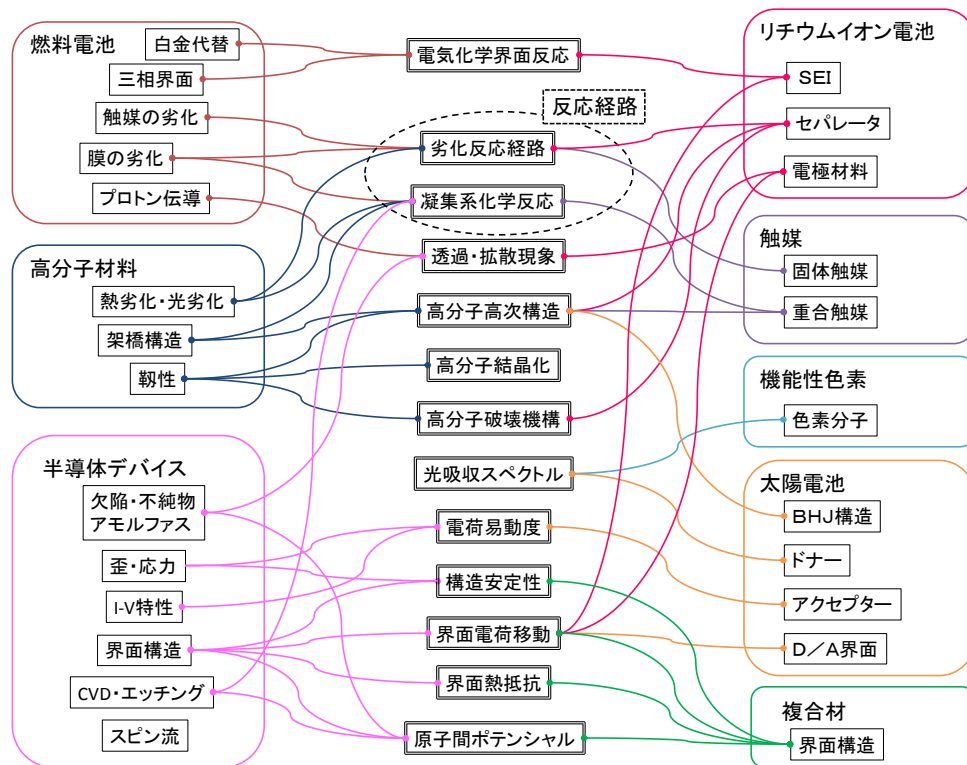 燃料電池
白金代替
三相界面
触媒の劣化
膜の劣化
プロトン伝導
高分子材料
熱劣化・光劣化
架橋構造
靱性
半導体デバイス
欠陥・不純物
アモルファス
歪・応力
I-V特性
界面構造
CVD・エッチング
スピン流
電気化学界面反応
反応経路
劣化反応経路
凝集系化学反応
透過・拡散現象
高分子高次構造
高分子結晶化
高分子破壊機構
光吸収スペクトル
電荷易動度
構造安定性
界面電荷移動
界面熱抵抗
原子間ポテンシャル
リチウムイオン電池
SEI
セパレータ
電極材料
触媒
固体触媒
重合触媒
機能性色素
色素分子
太陽電池
BHJ構造
ドナー
アクセプター
D/A界面
複合材
界面構造